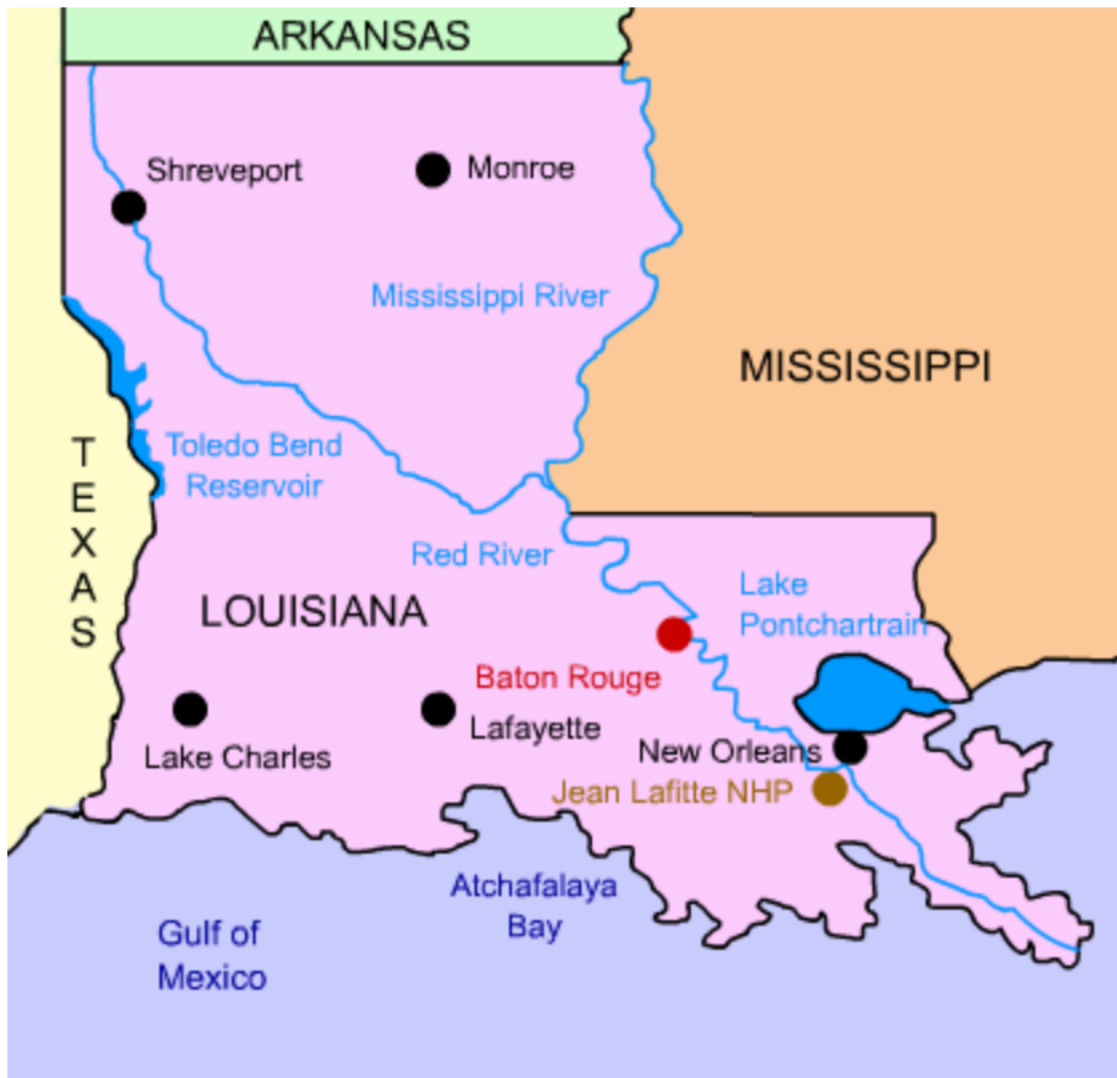 ARKANSAS
Shreveport
Monroe
Mississippi River
MISSISSIPPI
TEXAS
Toledo Bend
Reservoir
Red River
Lake
Pontchartrain
LOUISIANA
Baton Rouge
Lafayette
Lake Charles
New Orleans
Jean Lafitte NHP
Atchafalaya
Bay
Gulf of
Mexico